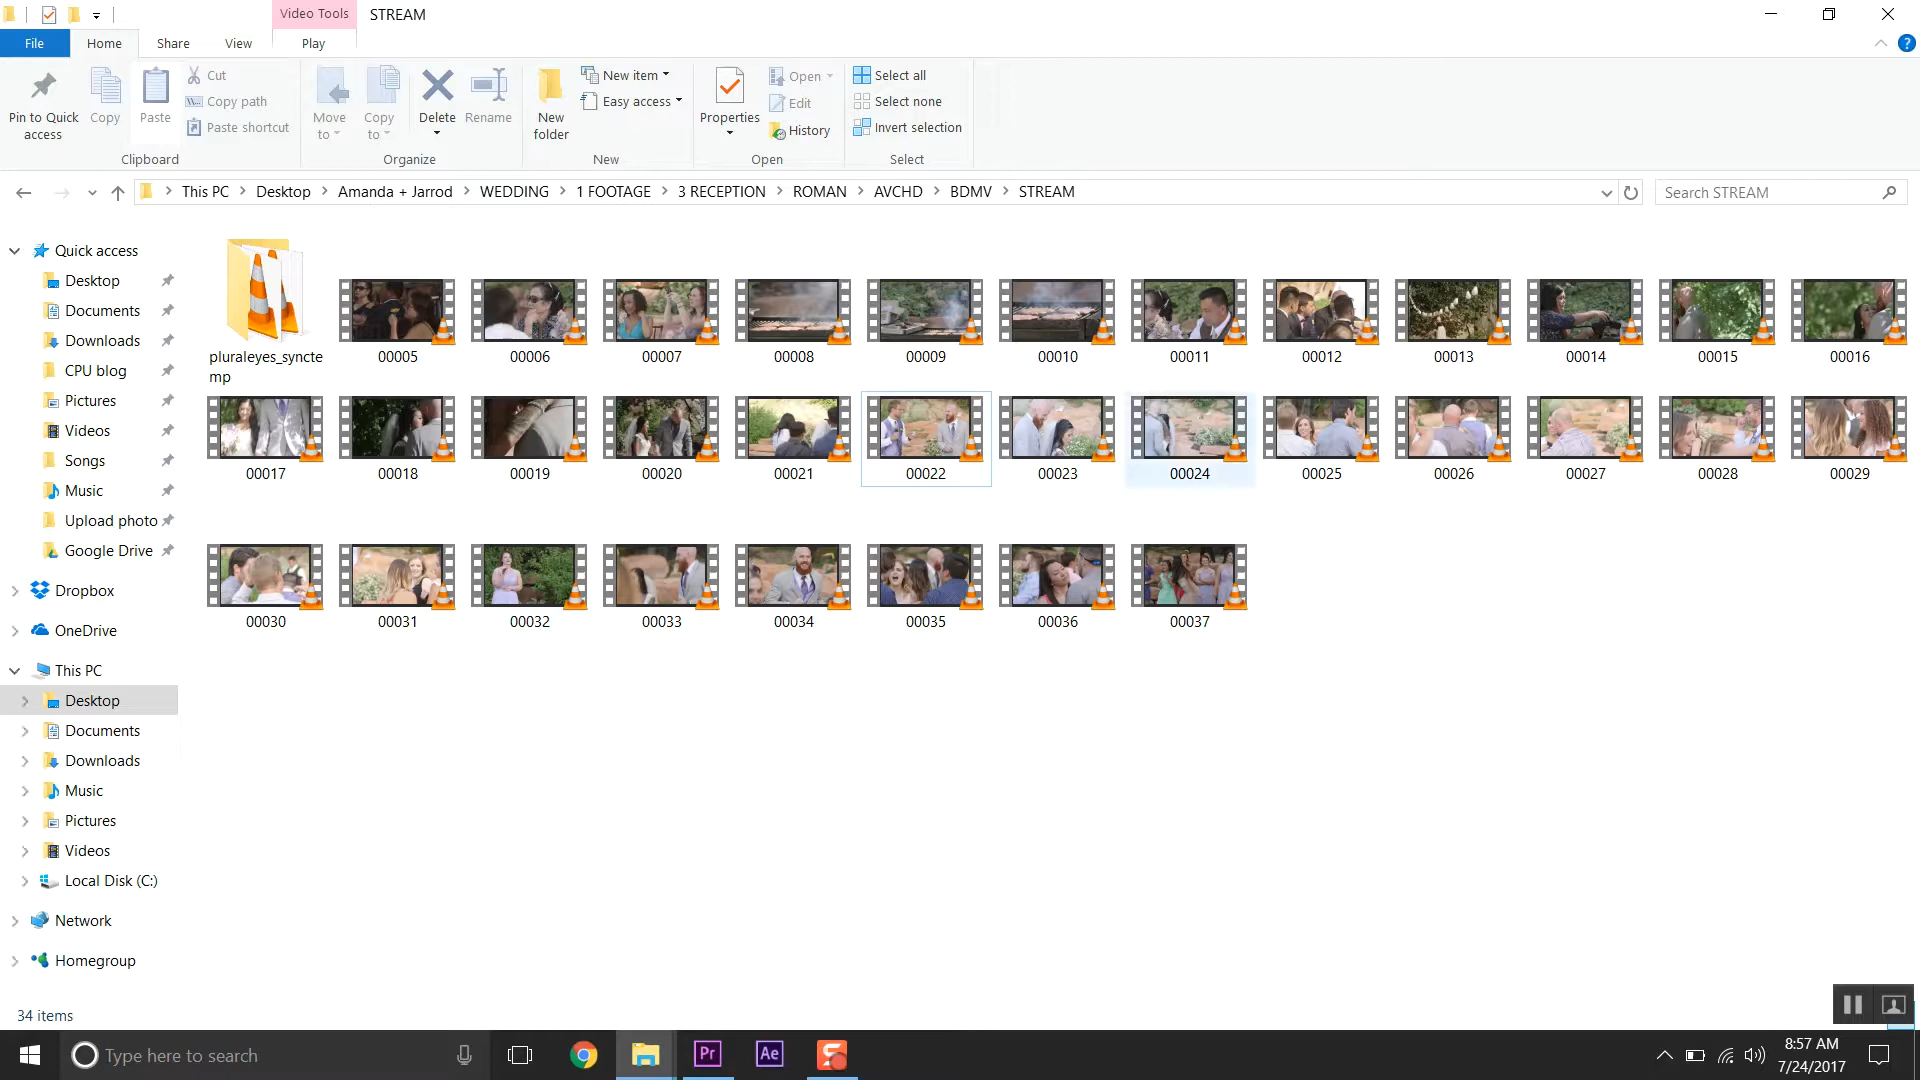 Video Tools STREAM
File Home Share View Play
Pin to Quick access
Copy
Paste
Cut
Copy path
Paste shortcut
Clipboard
Move to
Copy to
Delete
Rename
Organize
New folder
New item
Easy access
New
Properties
Open
Edit
History
Open
Select all
Select none
Invert selection
Select
This PC Desktop Amanda + Jarrod WEDDING 1 FOOTAGE 3 RECEPTION ROMAN AVCHD BDMV STREAM
Search STREAM
Quick access
Desktop
Documents
Downloads
CPU blog
Pictures
Videos
Songs
Music
Upload photo
Google Drive
Dropbox
OneDrive
This PC
Desktop
Documents
Downloads
Music
Pictures
Videos
Local Disk (C:)
Network
Homegroup
pluraleyes_synctemp
00005 00006 00007 00008 00009 00010 00011 00012 00013 00014 00015 00016
00017 00018 00019 00020 00021 00022 00023 00024 00025 00026 00027 00028 00029
00030 00031 00032 00033 00034 00035 00036 00037
34 items
Type here to search
Pr
Ae
8:57 AM
7/24/2017